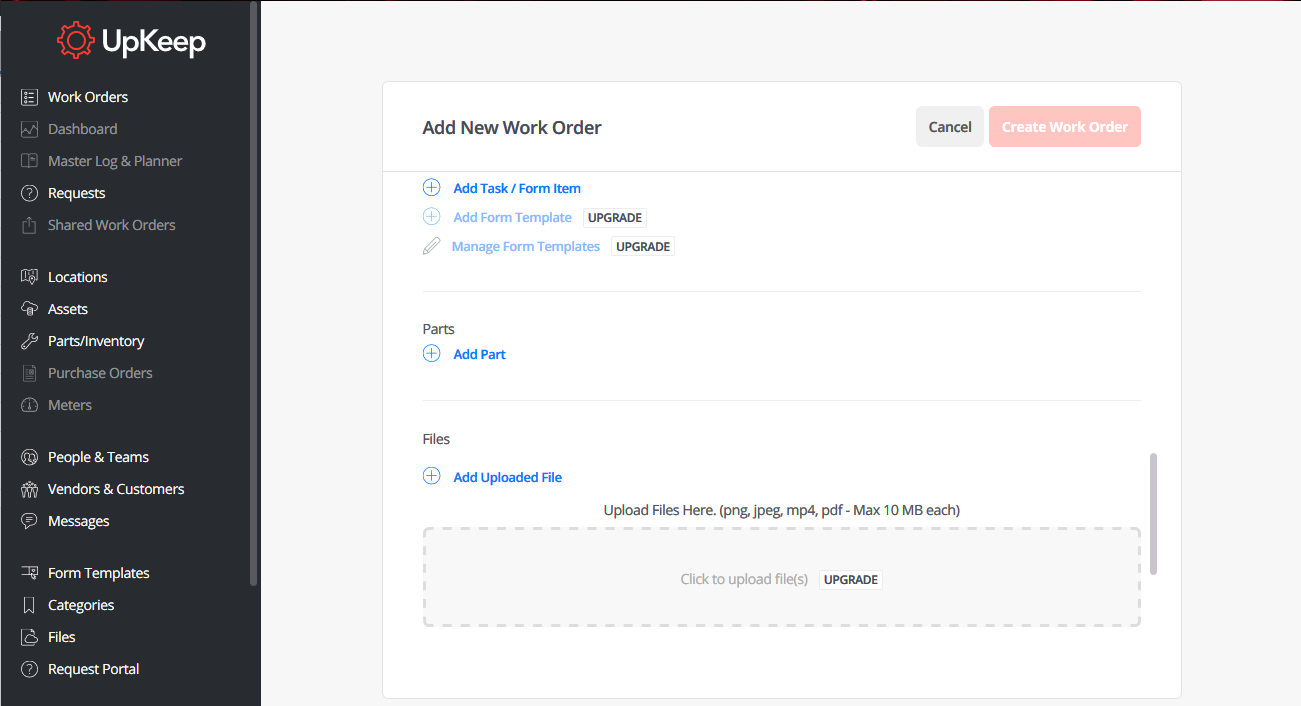 UpKeep
Work Orders
Dashboard
Master Log & Planner
Requests
Shared Work Orders
Locations
Assets
Parts/Inventory
Purchase Orders
Meters
People & Teams
Vendors & Customers
Messages
Form Templates
Categories
Files
Request Portal
Add New Work Order
Cancel
Create Work Order
Add Task / Form Item
Add Form Template UPGRADE
Manage Form Templates UPGRADE
Parts
Add Part
Files
Add Uploaded File
Upload Files Here. (png, jpeg, mp4, pdf - Max 10 MB each)
Click to upload file(s) UPGRADE